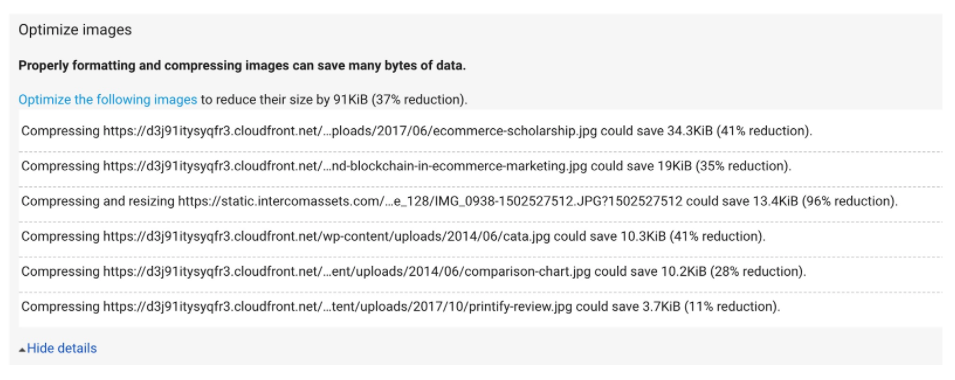 Optimize images
Properly formatting and compressing images can save many bytes of data.
Optimize the following images to reduce their size by 91KiB (37% reduction).
Compressing https://d3j91itysyqfr3.cloudfront.net/…ploads/2017/06/ecommerce-scholarship.jpg could save 34.3KiB (41% reduction).
Compressing https://d3j91itysyqfr3.cloudfront.net/…nd-blockchain-in-ecommerce-marketing.jpg could save 19KiB (35% reduction).
Compressing and resizing https://static.intercomassets.com/…e_128/IMG_0938-1502527512.JPG?1502527512 could save 13.4KiB (96% reduction).
Compressing https://d3j91itysyqfr3.cloudfront.net/wp-content/uploads/2014/06/cata.jpg could save 10.3KiB (41% reduction).
Compressing https://d3j91itysyqfr3.cloudfront.net/…ent/uploads/2014/06/comparison-chart.jpg could save 10.2KiB (28% reduction).
Compressing https://d3j91itysyqfr3.cloudfront.net/…tent/uploads/2017/10/printify-review.jpg could save 3.7KiB (11% reduction).
Hide details